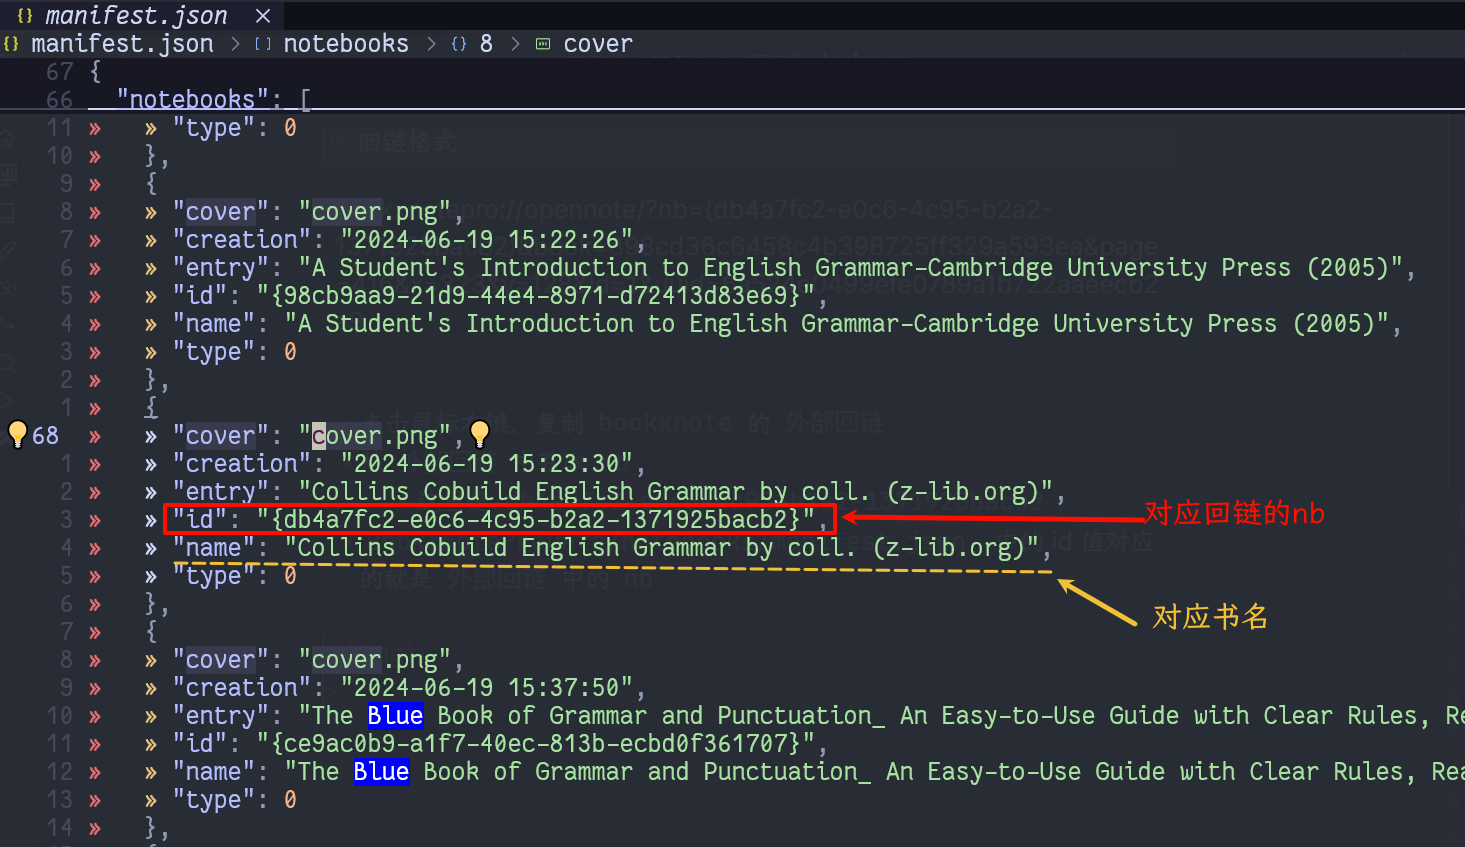 {} manifest.json ×
{} manifest.json > [ ] notebooks > {} 8 > abc cover
67 {
66 "notebooks": [
11 » » "type": 0
10 » },
9 » {
8 » » "cover": "cover.png",
7 » » "creation": "2024-06-19 15:22:26",
6 » » "entry": "A Student's Introduction to English Grammar-Cambridge University Press (2005)",
5 » » "id": "{98cb9aa9-21d9-44e4-8971-d72413d83e69}",
4 » » "name": "A Student's Introduction to English Grammar-Cambridge University Press (2005)",
3 » » "type": 0
2 » },
1 » {
68 » » "cover": "cover.png",
1 » » "creation": "2024-06-19 15:23:30",
2 » » "entry": "Collins Cobuild English Grammar by coll. (z-lib.org)",
3 » » "id": "{db4a7fc2-e0c6-4c95-b2a2-1371925bacb2}", 对应回链的nb
4 » » "name": "Collins Cobuild English Grammar by coll. (z-lib.org)",
5 » » "type": 0
6 » },
对应书名
7 » {
8 » » "cover": "cover.png",
9 » » "creation": "2024-06-19 15:37:50",
10 » » "entry": "The Blue Book of Grammar and Punctuation_ An Easy-to-Use Guide with Clear Rules, Re
11 » » "id": "{ce9ac0b9-a1f7-40ec-813b-ecbd0f361707}",
12 » » "name": "The Blue Book of Grammar and Punctuation_ An Easy-to-Use Guide with Clear Rules, Rea
13 » » "type": 0
14 » },